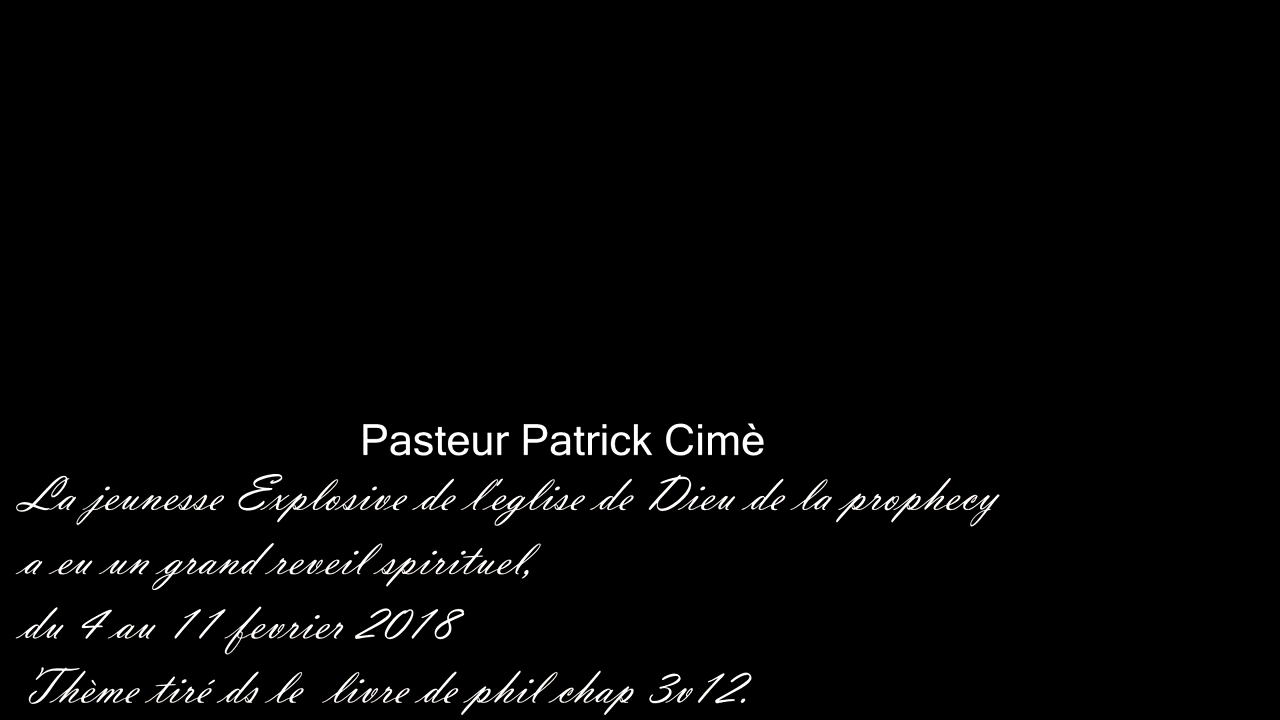 Pasteur Patrick Cimè
La jeunesse Explosive de l'eglise de Dieu de la prophecy
a eu un grand reveil spirituel,
du 4 au 11 fevrier 2018
Thème tiré ds le livre de phil chap 3v12.